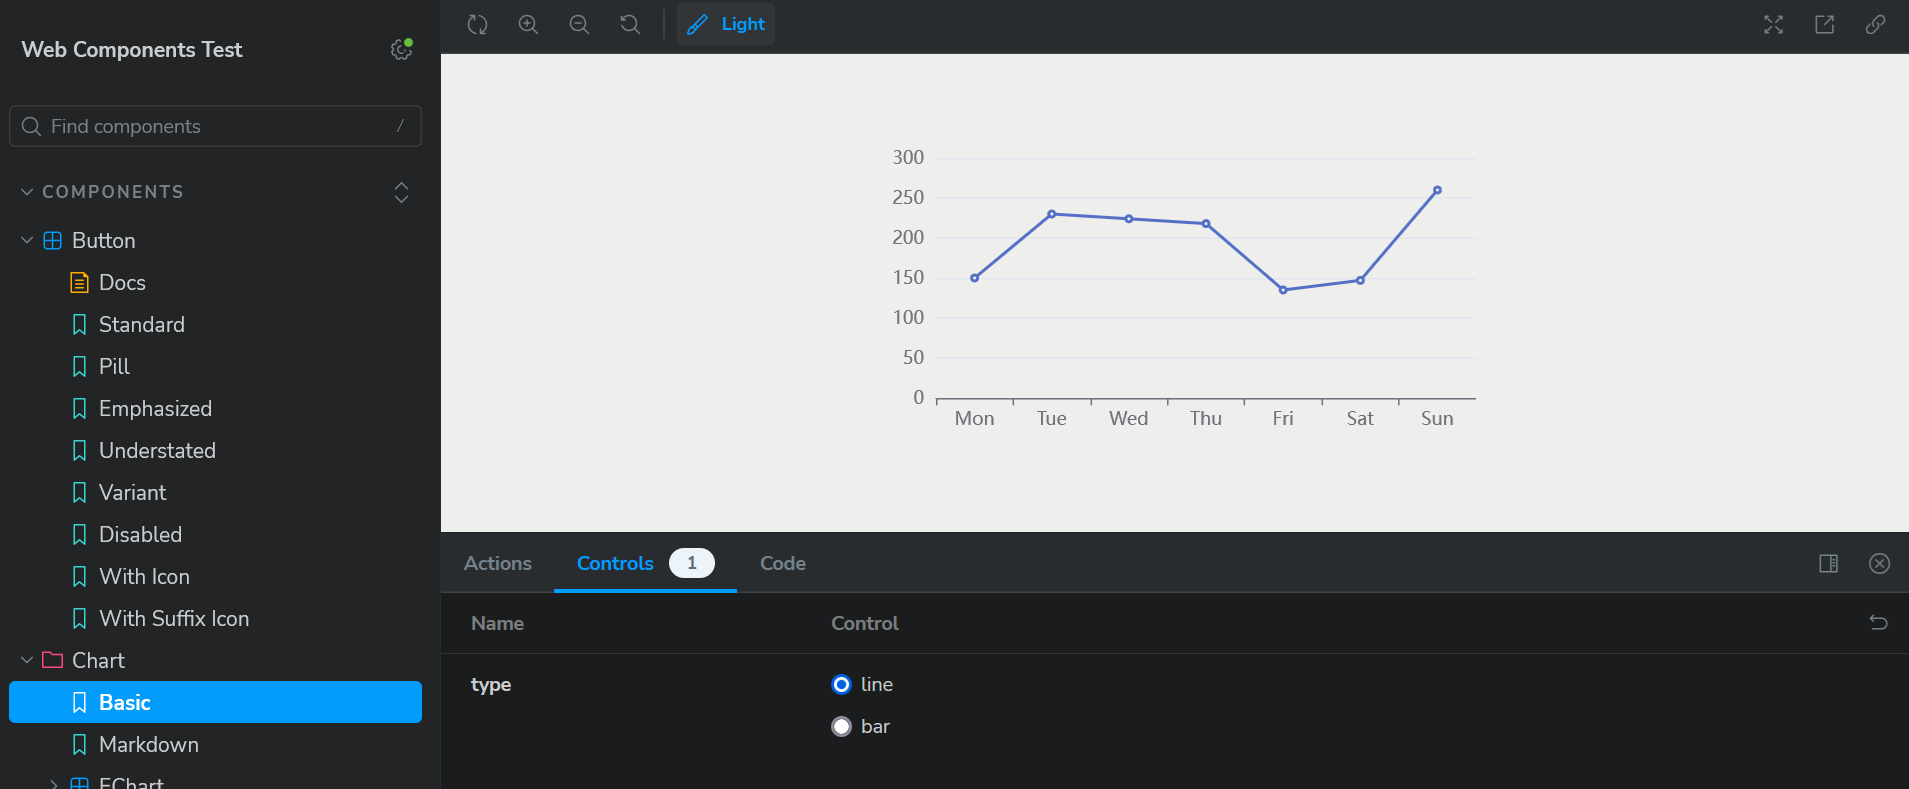 Web Components Test
Find components /
COMPONENTS
Button
Docs
Standard
Pill
Emphasized
Understated
Variant
Disabled
With Icon
With Suffix Icon
Chart
Basic
Markdown
EChart
Light
300
250
200
150
100
50
0
Mon Tue Wed Thu Fri Sat Sun
Actions Controls 1 Code
Name Control
type line
bar